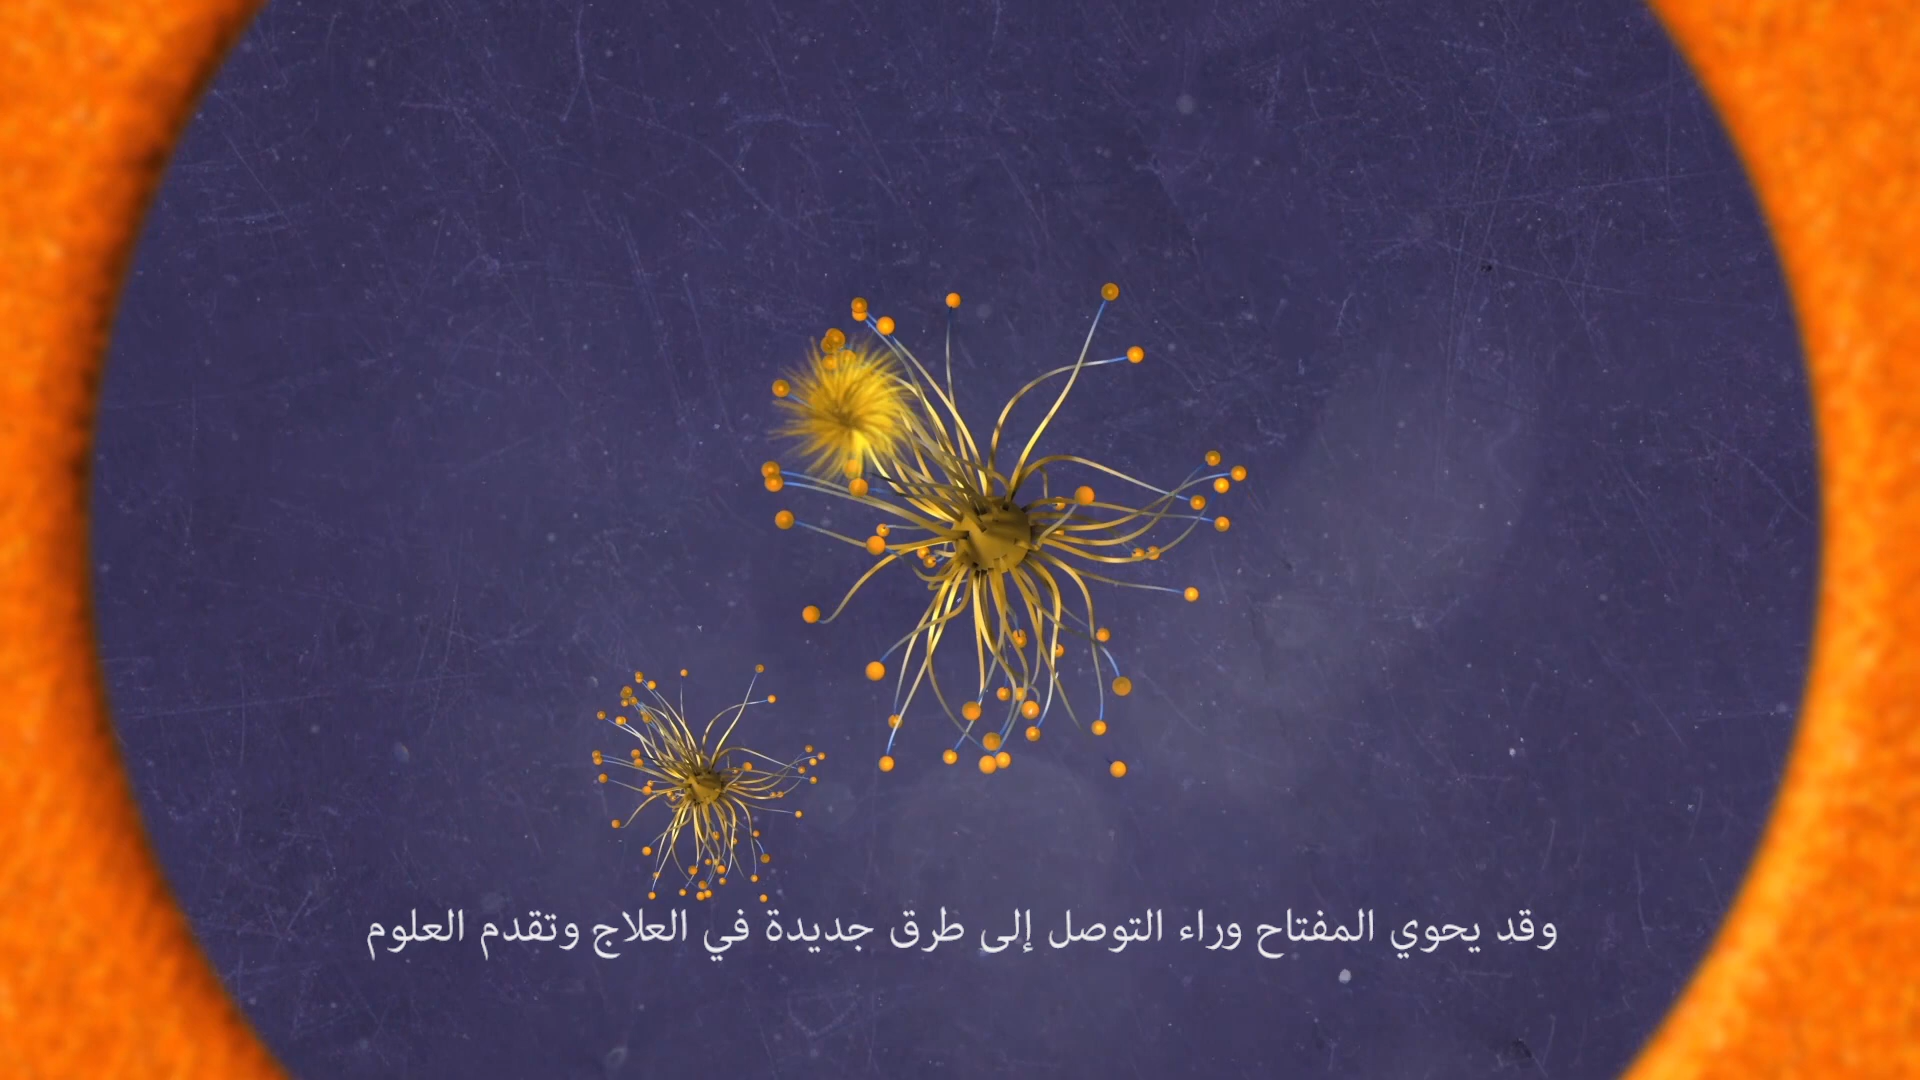 وقد يحوي المفتاح وراء التوصل إلى طرق جديدة في العلاج وتقدم العلوم